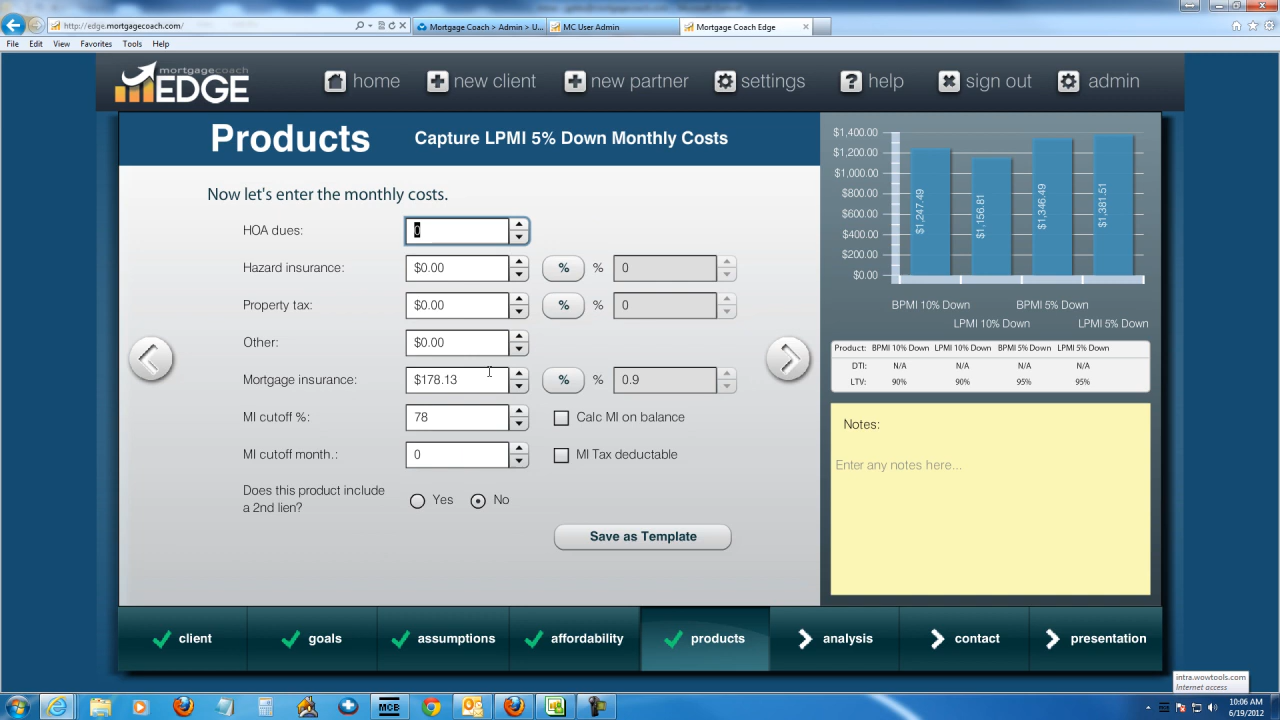 http://edge.mortgagecoach.com/
Mortgage Coach > Admin > U...
MC User Admin
Mortgage Coach Edge
File Edit View Favorites Tools Help
mortgagecoach
EDGE
home
new client
new partner
settings
help
sign out
admin
Products
Capture LPMI 5% Down Monthly Costs
Now let's enter the monthly costs.
HOA dues: 0
Hazard insurance: $0.00 % % 0
Property tax: $0.00 % % 0
Other: $0.00
Mortgage insurance: $178.13 % % 0.9
MI cutoff %: 78 Calc MI on balance
MI cutoff month.: 0 MI Tax deductable
Does this product include
a 2nd lien? Yes No
Save as Template
$1,400.00
$1,200.00
$1,000.00
$800.00
$600.00
$400.00
$200.00
$0.00
$1,247.49
$1,156.81
$1,346.49
$1,381.51
BPMI 10% Down BPMI 5% Down
LPMI 10% Down LPMI 5% Down
Product: BPMI 10% Down LPMI 10% Down BPMI 5% Down LPMI 5% Down
DTI: N/A N/A N/A N/A
LTV: 90% 90% 95% 95%
Notes:
Enter any notes here...
client
goals
assumptions
affordability
products
analysis
contact
presentation
intra.wowtools.com
Internet access
MCB
10:06 AM
6/19/2012